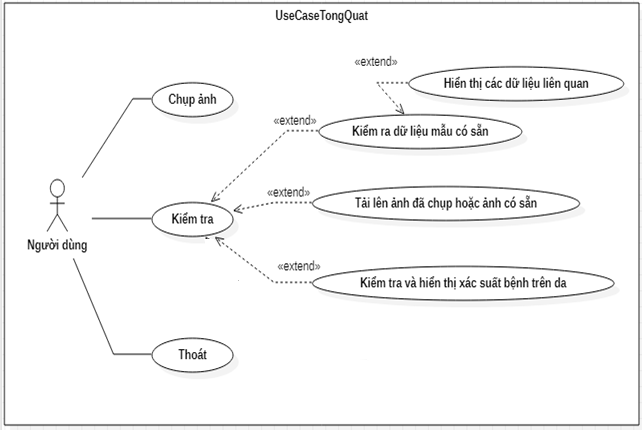 UseCaseTongQuat
«extend»
Hiển thị các dữ liệu liên quan
Chụp ảnh
«extend»
Kiểm ra dữ liệu mẫu có sẵn
«extend»
Tải lên ảnh đã chụp hoặc ảnh có sẵn
Kiểm tra
Người dùng
«extend»
Kiểm tra và hiển thị xác suất bệnh trên da
Thoát